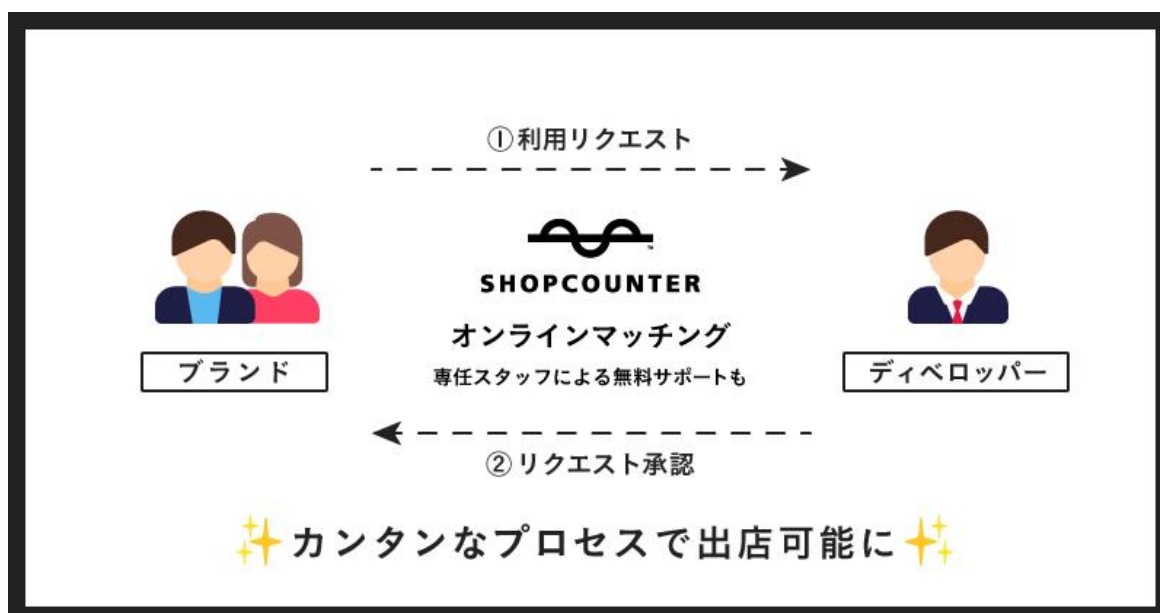 ①利用リクエスト
SHOPCOUNTER
オンラインマッチング
専任スタッフによる無料サポートも
ブランド
ディベロッパー
②リクエスト承認
カンタンなプロセスで出店可能に